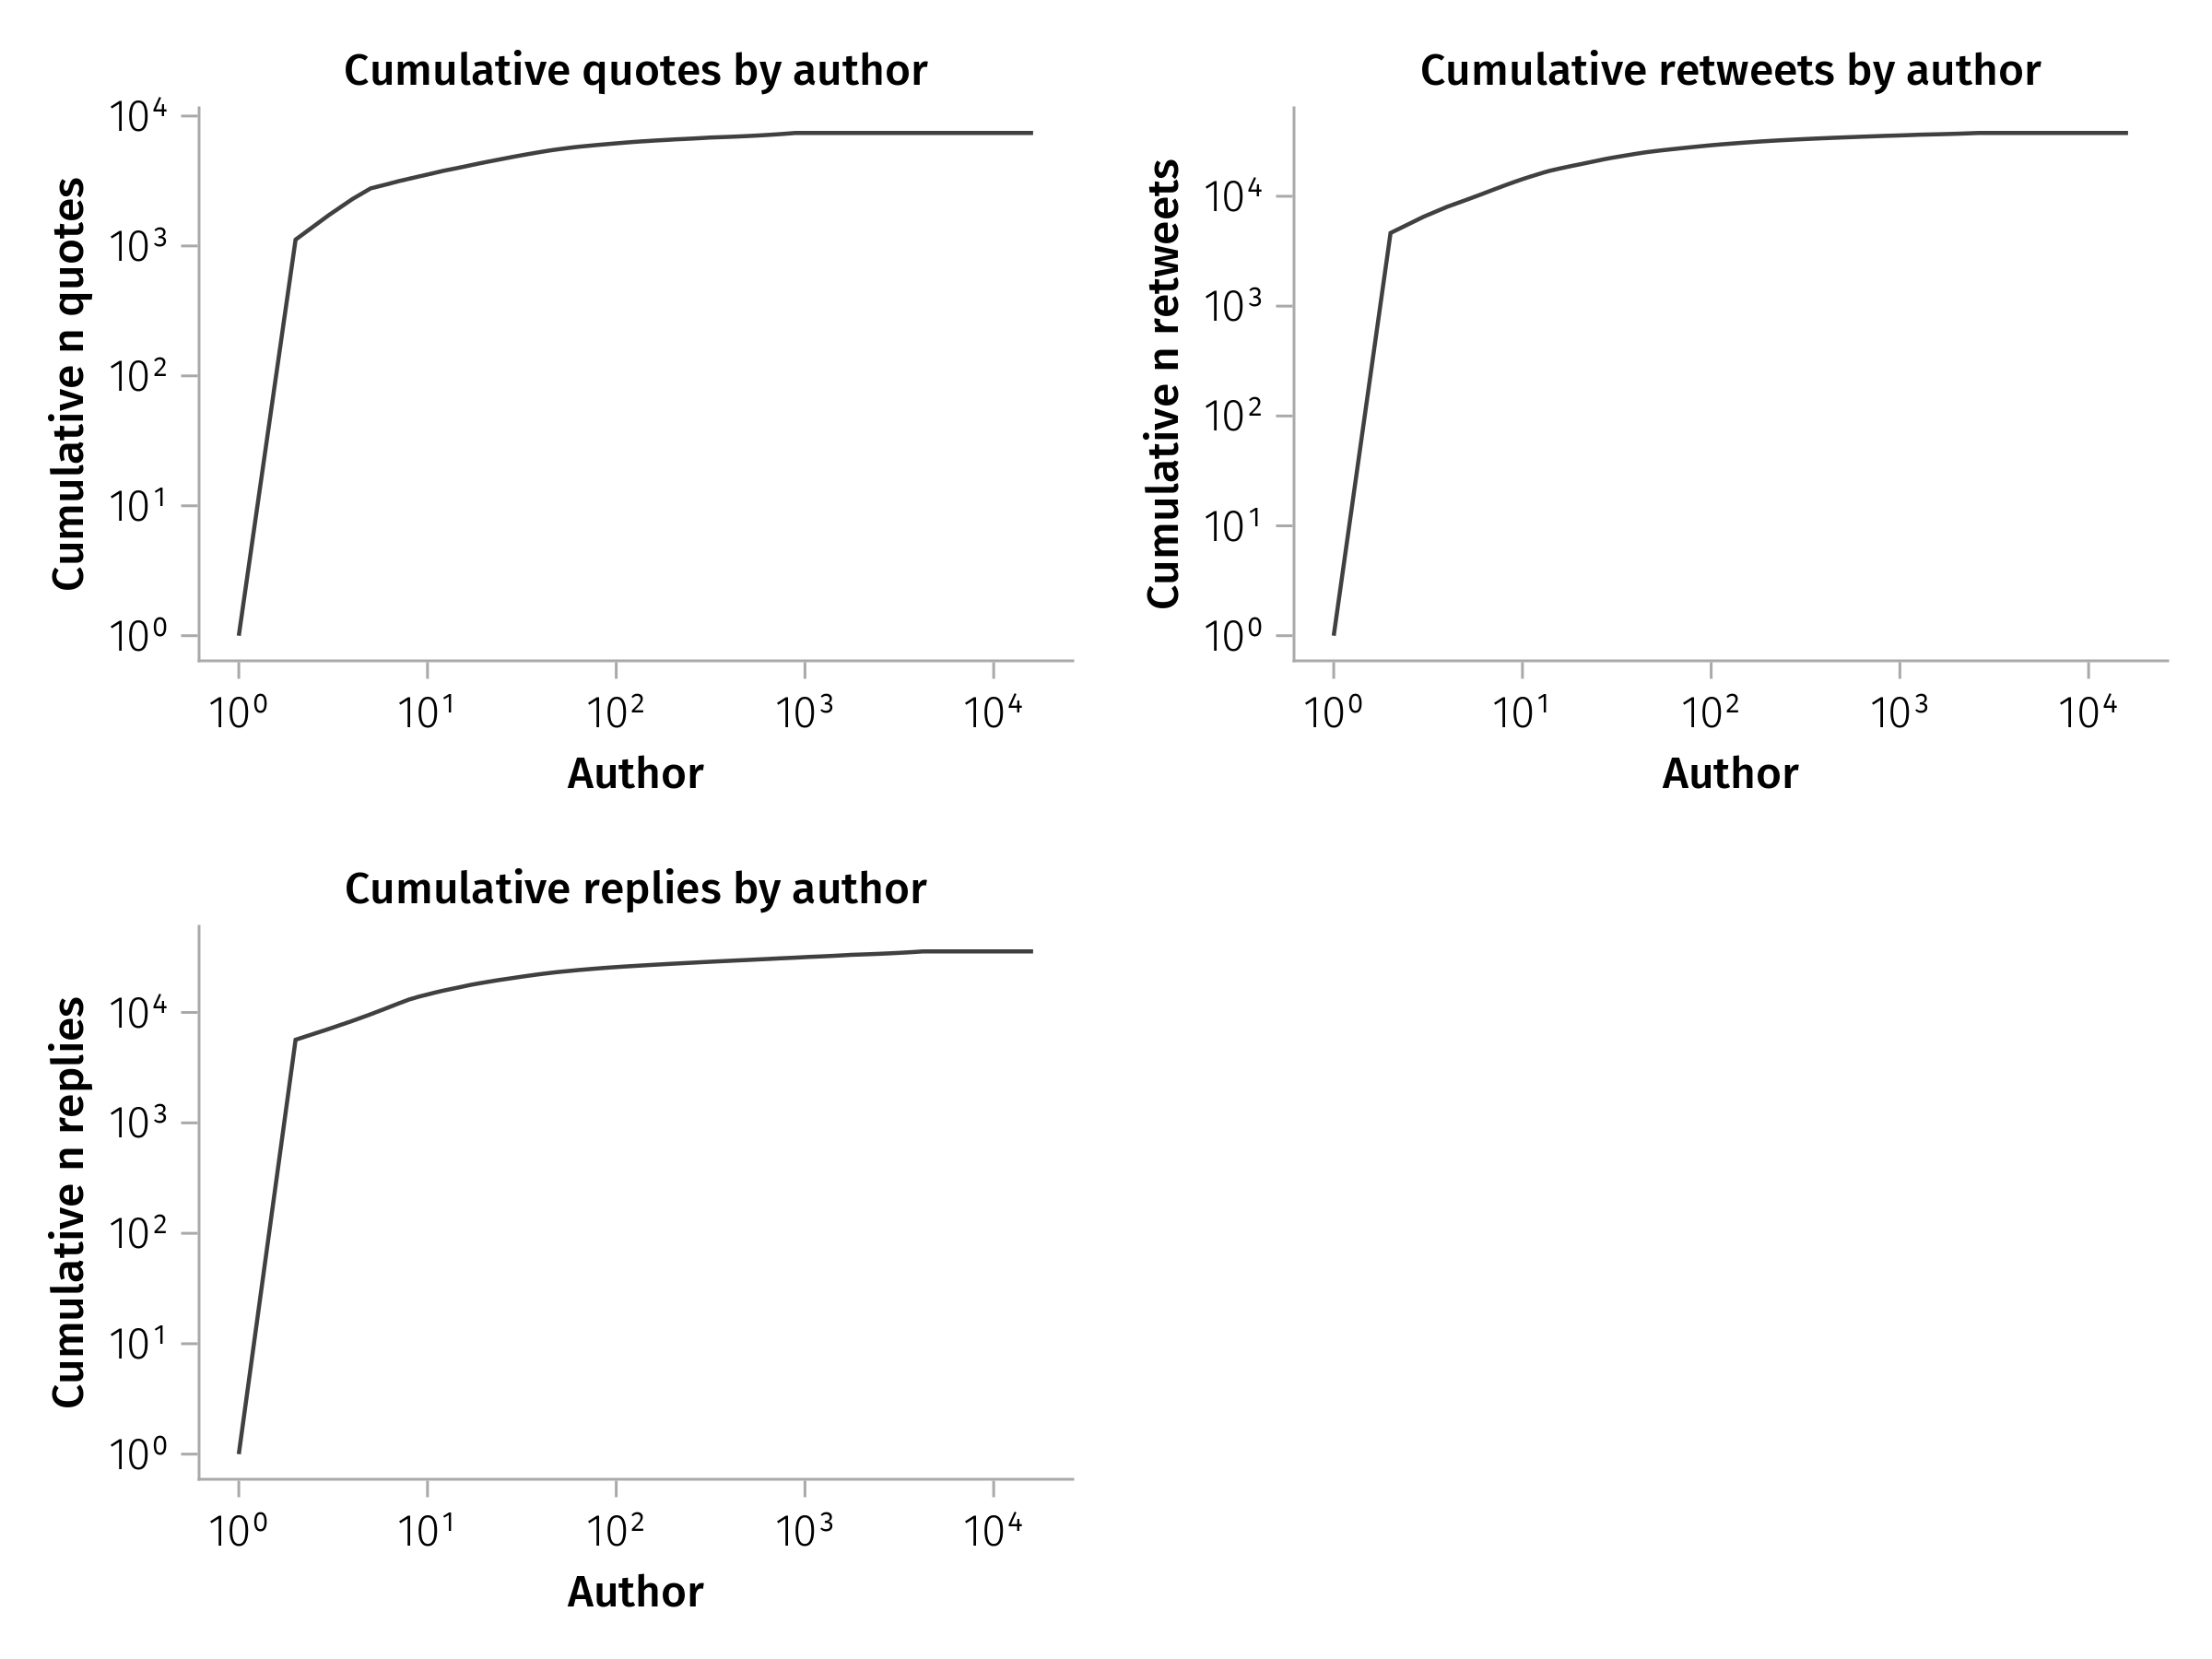 Cumulative quotes by author
Cumulative n quotes
10⁴
10³
10²
10¹
10⁰
10⁰ 10¹ 10² 10³ 10⁴
Author
Cumulative retweets by author
Cumulative n retweets
10⁴
10³
10²
10¹
10⁰
10⁰ 10¹ 10² 10³ 10⁴
Author
Cumulative replies by author
Cumulative n replies
10⁴
10³
10²
10¹
10⁰
10⁰ 10¹ 10² 10³ 10⁴
Author